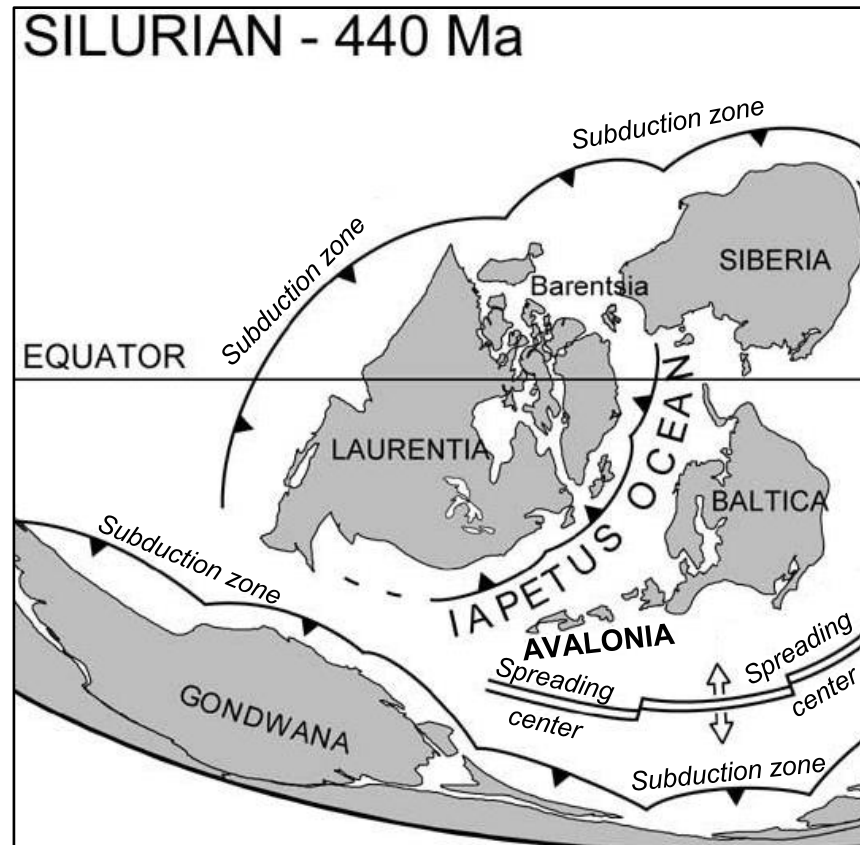 SILURIAN - 440 Ma
Subduction zone
Subduction zone
SIBERIA
Barentsia
EQUATOR
LAURENTIA
IAPETUS OCEAN
BALTICA
Subduction zone
AVALONIA
Spreading
center
Spreading
center
GONDWANA
Subduction zone